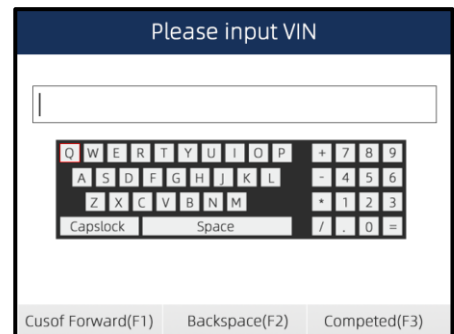 Please input VIN
Q W E R T Y U I O P + 7 8 9
A S D F G H J K L - 4 5 6
Z X C V B N M * 1 2 3
Capslock Space / . 0 =
Cusof Forward(F1) Backspace(F2) Competed(F3)